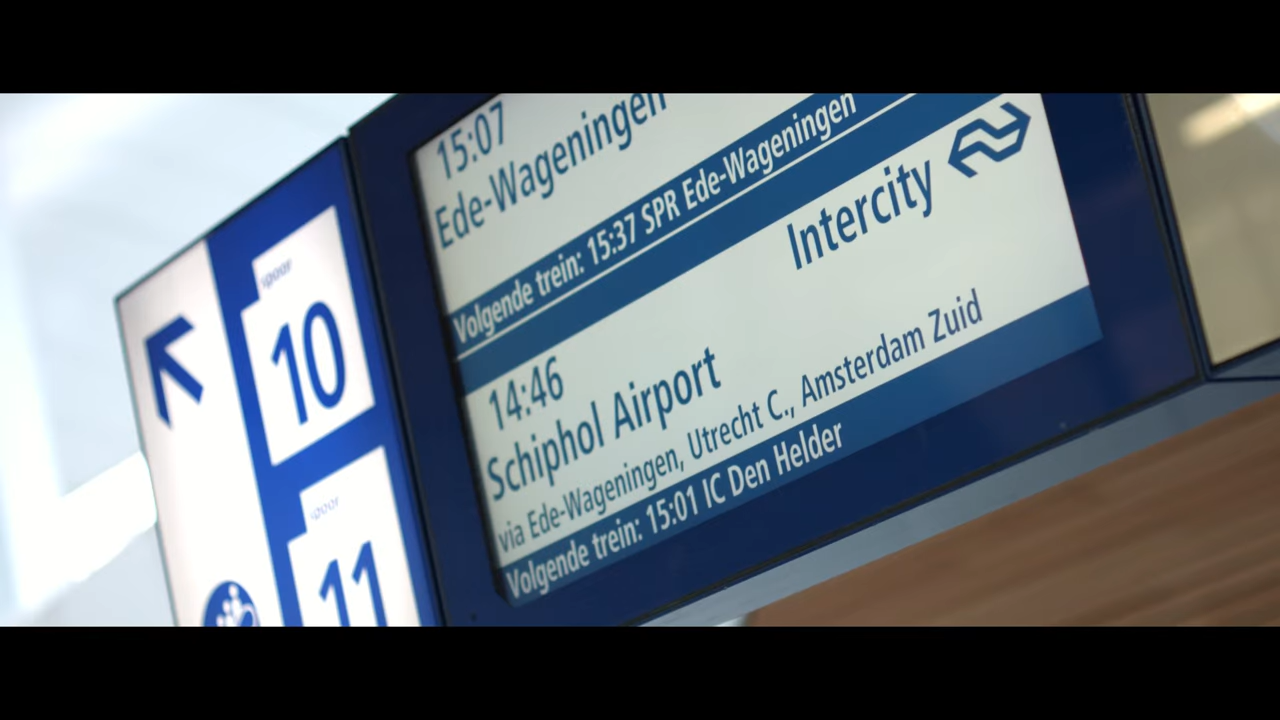 spoor
10
spoor
11
15:07
Ede-Wageningen
Volgende trein: 15:37 SPR Ede-Wageningen
Intercity
14:46
Schiphol Airport
via Ede-Wageningen, Utrecht C., Amsterdam Zuid
Volgende trein: 15:01 IC Den Helder